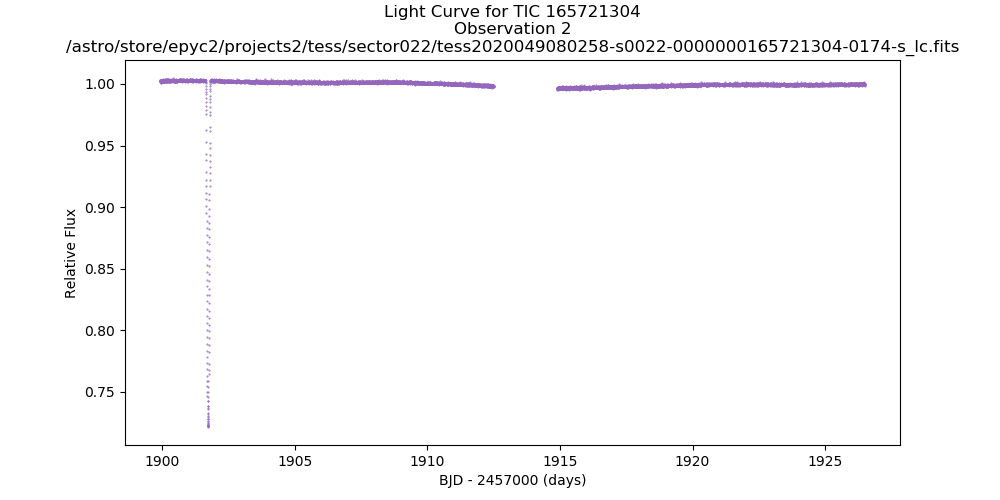 Light Curve for TIC 165721304
Observation 2
/astro/store/epyc2/projects2/tess/sector022/tess2020049080258-s0022-0000000165721304-0174-s_lc.fits
1.00
0.95
0.90
0.85
0.80
0.75
Relative Flux
1900 1905 1910 1915 1920 1925
BJD - 2457000 (days)